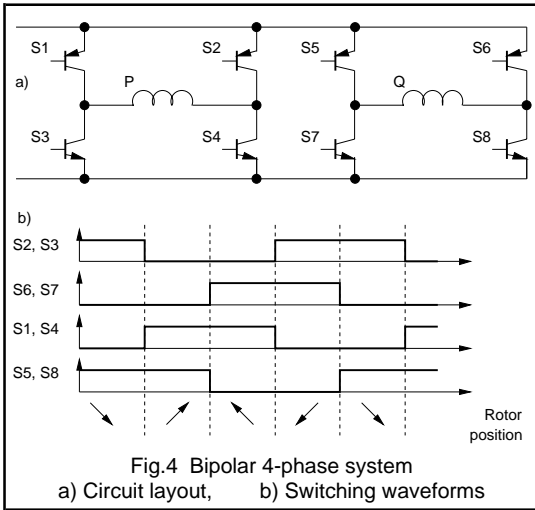 S1 S2 S5 S6
a) P Q
S3 S4 S7 S8
b)
S2, S3
S6, S7
S1, S4
S5, S8
Rotor
position
Fig.4 Bipolar 4-phase system
a) Circuit layout, b) Switching waveforms